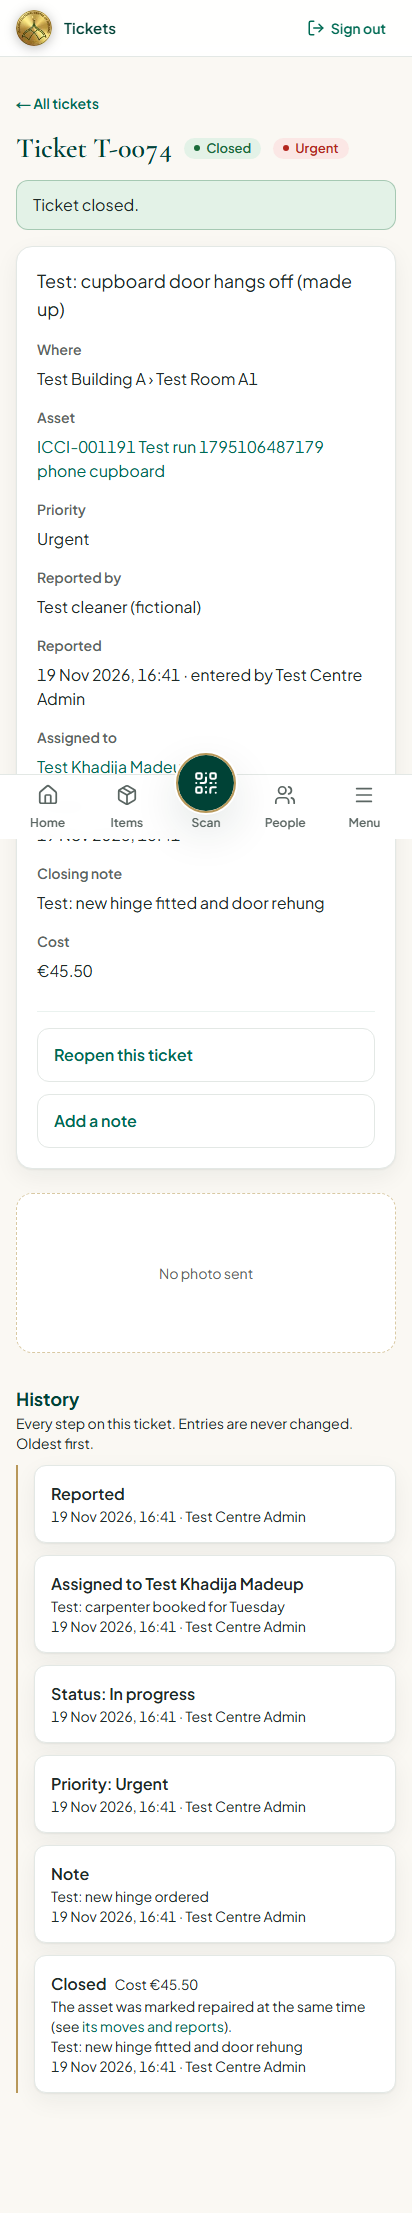 Tickets
Sign out
← All tickets
Ticket T-0074
Closed
Urgent
Ticket closed.
Test: cupboard door hangs off (made
up)
Where
Test Building A › Test Room A1
Asset
ICCI-001191 Test run 1795106487179
phone cupboard
Priority
Urgent
Reported by
Test cleaner (fictional)
Reported
19 Nov 2026, 16:41 · entered by Test Centre
Admin
Assigned to
Test Khadija
Home
Items
Scan
People
Menu
Closing note
Test: new hinge fitted and door rehung
Cost
€45.50
Reopen this ticket
Add a note
No photo sent
History
Every step on this ticket. Entries are never changed.
Oldest first.
Reported
19 Nov 2026, 16:41 · Test Centre Admin
Assigned to Test Khadija Madeup
Test: carpenter booked for Tuesday
19 Nov 2026, 16:41 · Test Centre Admin
Status: In progress
19 Nov 2026, 16:41 · Test Centre Admin
Priority: Urgent
19 Nov 2026, 16:41 · Test Centre Admin
Note
Test: new hinge ordered
19 Nov 2026, 16:41 · Test Centre Admin
Closed Cost €45.50
The asset was marked repaired at the same time
(see its moves and reports).
Test: new hinge fitted and door rehung
19 Nov 2026, 16:41 · Test Centre Admin